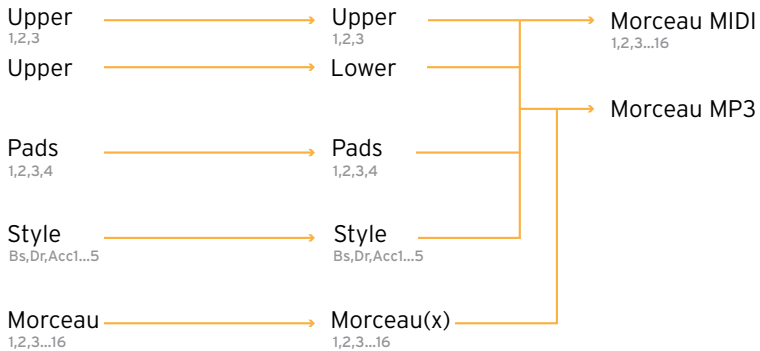 Upper
1,2,3
Upper
1,2,3
Morceau MIDI
1,2,3...16
Upper
Lower
Morceau MP3
Pads
1,2,3,4
Pads
1,2,3,4
Style
Bs,Dr,Acc1...5
Style
Bs,Dr,Acc1...5
Morceau
1,2,3...16
Morceau(x)
1,2,3...16